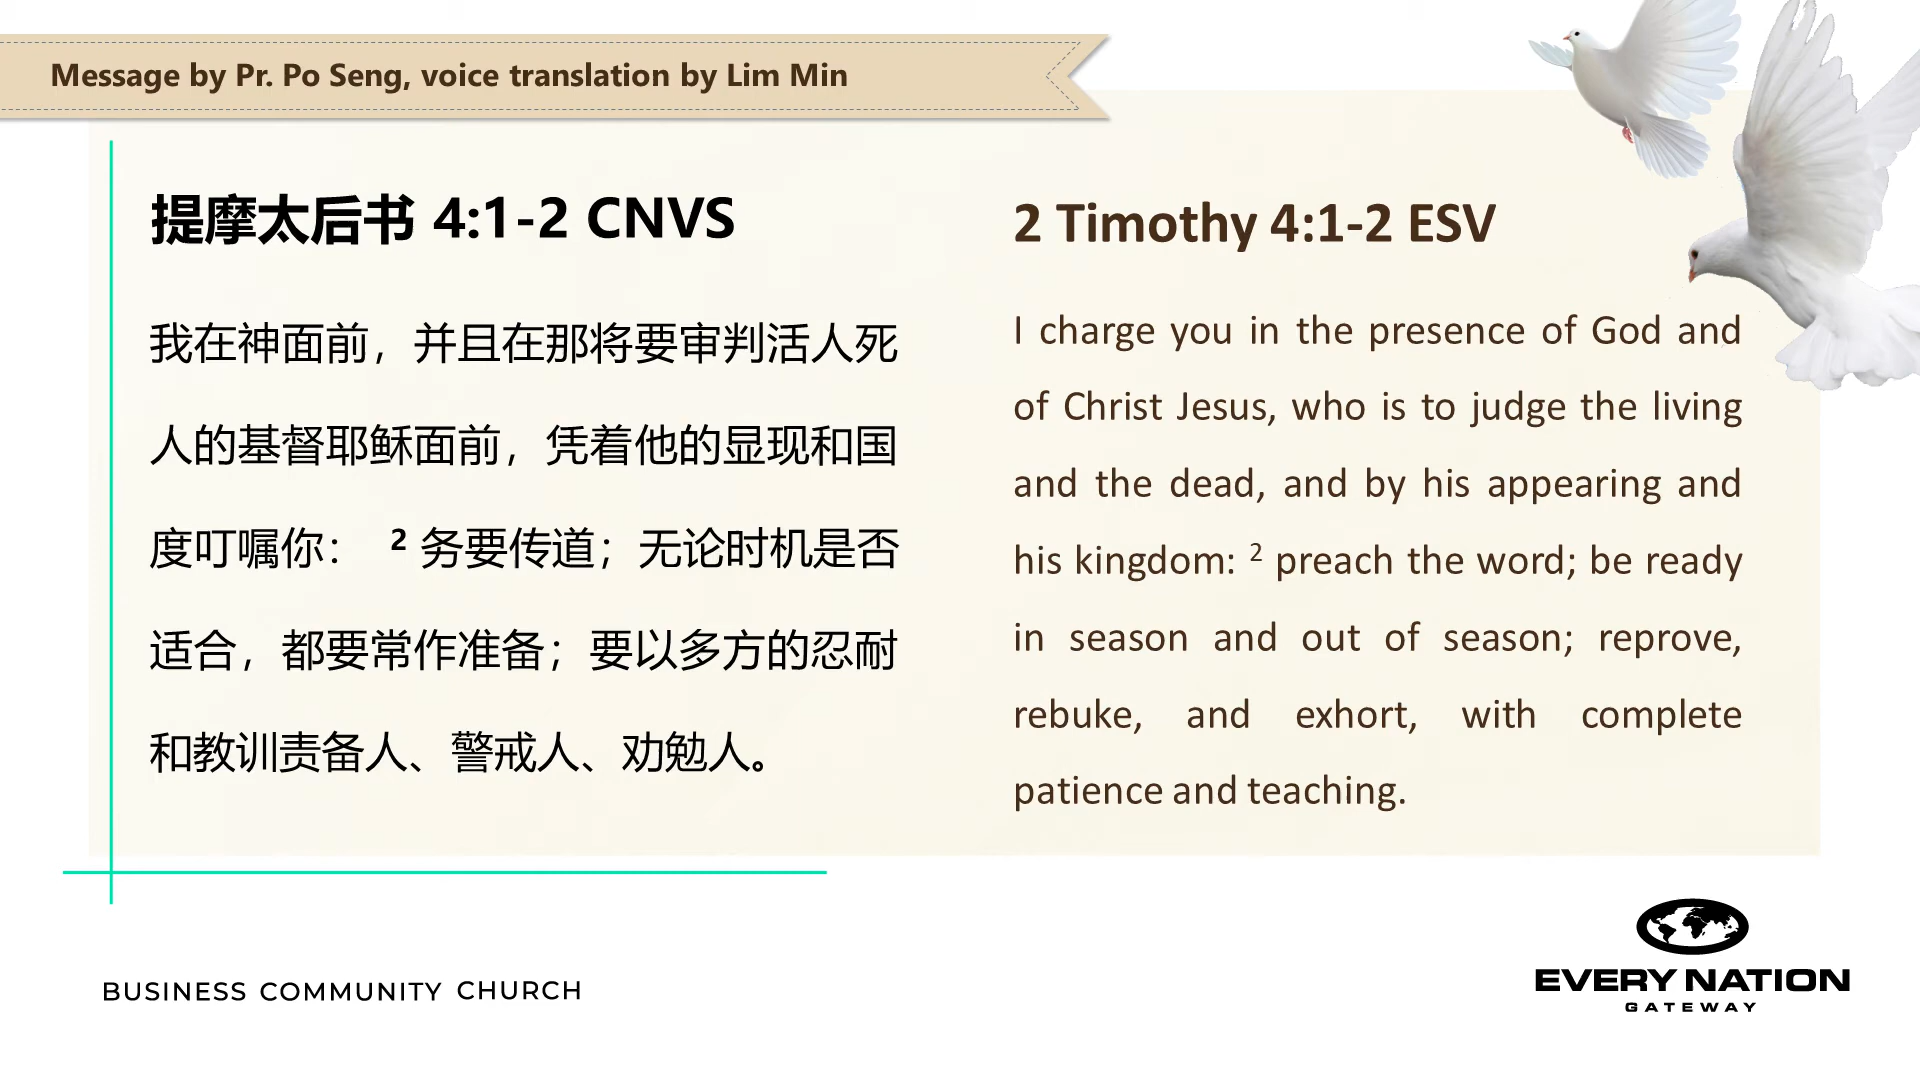 Message by Pr. Po Seng, voice translation by Lim Min
提摩太后书 4:1-2 CNVS
我在神面前，并且在那将要审判活人死
人的基督耶稣面前，凭着他的显现和国
度叮嘱你： ² 务要传道；无论时机是否
适合，都要常作准备；要以多方的忍耐
和教训责备人、警戒人、劝勉人。
2 Timothy 4:1-2 ESV
I charge you in the presence of God and
of Christ Jesus, who is to judge the living
and the dead, and by his appearing and
his kingdom: ² preach the word; be ready
in season and out of season; reprove,
rebuke, and exhort, with complete
patience and teaching.
BUSINESS COMMUNITY CHURCH
EVERY NATION
GATEWAY